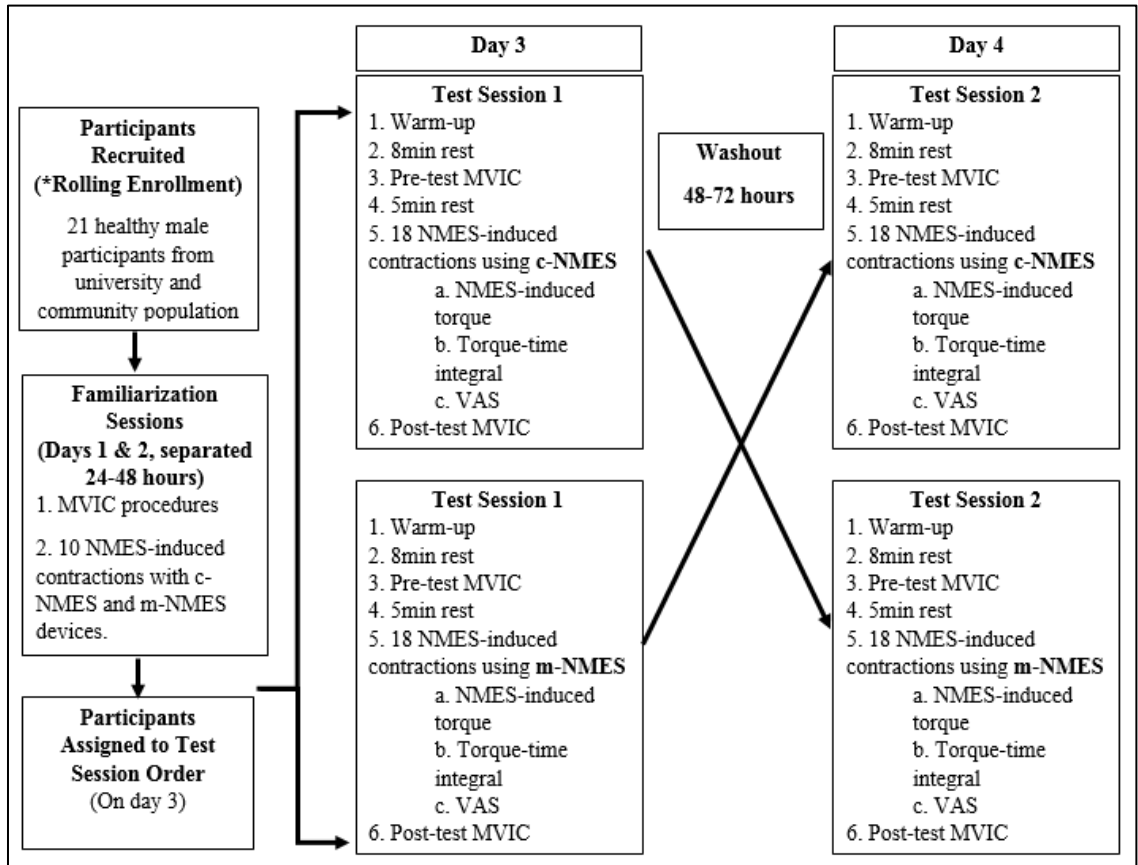 Participants
Recruited
(*Rolling Enrollment)
21 healthy male
participants from
university and
community population
Familiarization
Sessions
(Days 1 & 2, separated
24-48 hours)
1. MVIC procedures
2. 10 NMES-induced
contractions with c-
NMES and m-NMES
devices.
Participants
Assigned to Test
Session Order
(On day 3)
Day 3
Test Session 1
1. Warm-up
2. 8min rest
3. Pre-test MVIC
4. 5min rest
5. 18 NMES-induced
contractions using c-NMES
a. NMES-induced
torque
b. Torque-time
integral
c. VAS
6. Post-test MVIC
Test Session 1
1. Warm-up
2. 8min rest
3. Pre-test MVIC
4. 5min rest
5. 18 NMES-induced
contractions using m-NMES
a. NMES-induced
torque
b. Torque-time
integral
c. VAS
6. Post-test MVIC
Washout
48-72 hours
Day 4
Test Session 2
1. Warm-up
2. 8min rest
3. Pre-test MVIC
4. 5min rest
5. 18 NMES-induced
contractions using c-NMES
a. NMES-induced
torque
b. Torque-time
integral
c. VAS
6. Post-test MVIC
Test Session 2
1. Warm-up
2. 8min rest
3. Pre-test MVIC
4. 5min rest
5. 18 NMES-induced
contractions using m-NMES
a. NMES-induced
torque
b. Torque-time
integral
c. VAS
6. Post-test MVIC